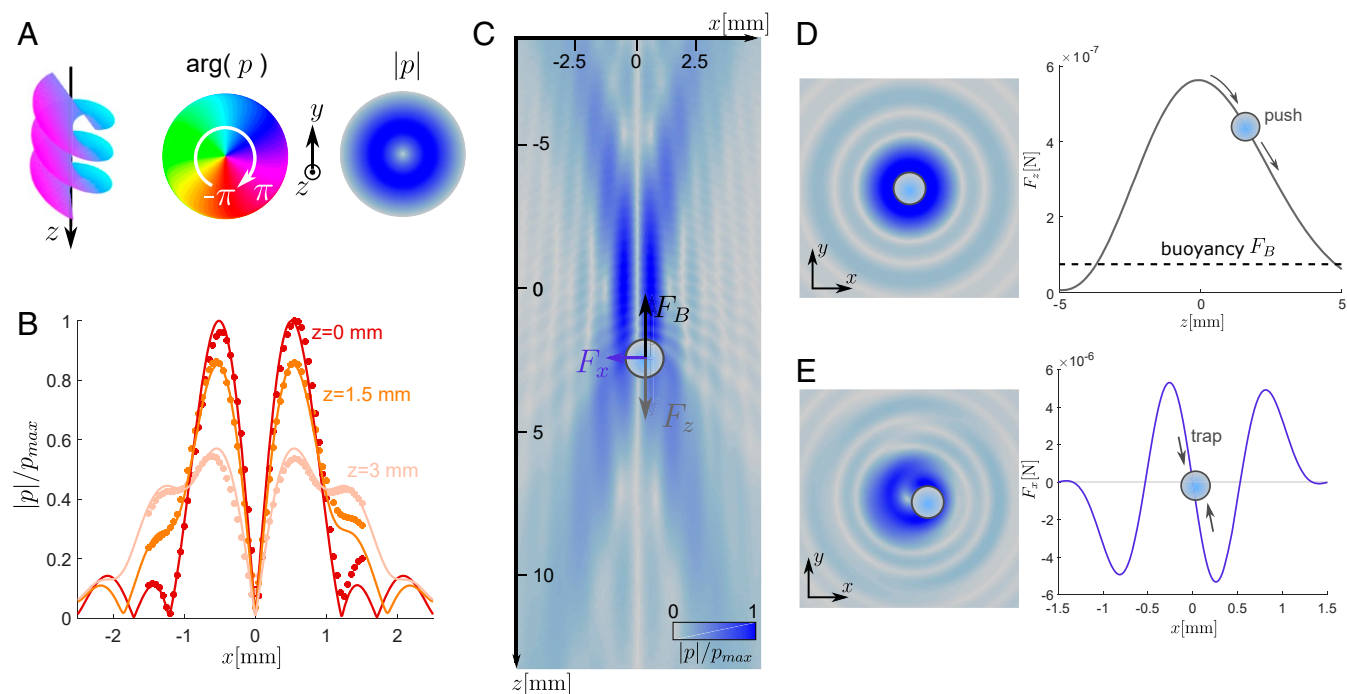 A
arg( p )
|p|
y
z
-π
π
z
B
1
0.8
0.6
0.4
0.2
0
|p|/p_max
z=0 mm
z=1.5 mm
z=3 mm
-2
-1
0
1
2
x[mm]
C
x[mm]
-2.5
0
2.5
-5
0
5
10
F_B
F_x
F_z
0
1
|p|/p_max
z[mm]
D
y
x
×10^-7
6
4
2
0
F_z[N]
push
buoyancy F_B
-5
0
5
z[mm]
E
y
x
×10^-6
6
4
2
0
-2
-4
-6
F_x[N]
trap
-1.5
-1
-0.5
0
0.5
1
1.5
x[mm]